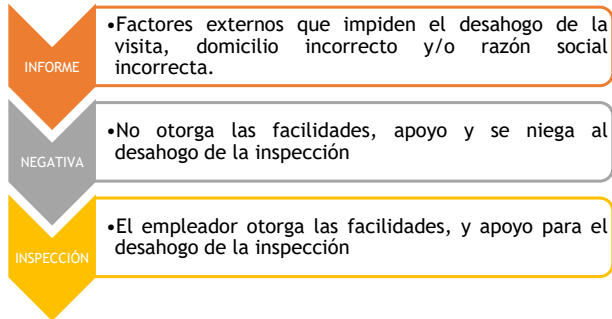 INFORME
•Factores externos que impiden el desahogo de la
visita, domicilio incorrecto y/o razón social
incorrecta.
NEGATIVA
•No otorga las facilidades, apoyo y se niega al
desahogo de la inspección
INSPECCIÓN
•El empleador otorga las facilidades, y apoyo para el
desahogo de la inspección